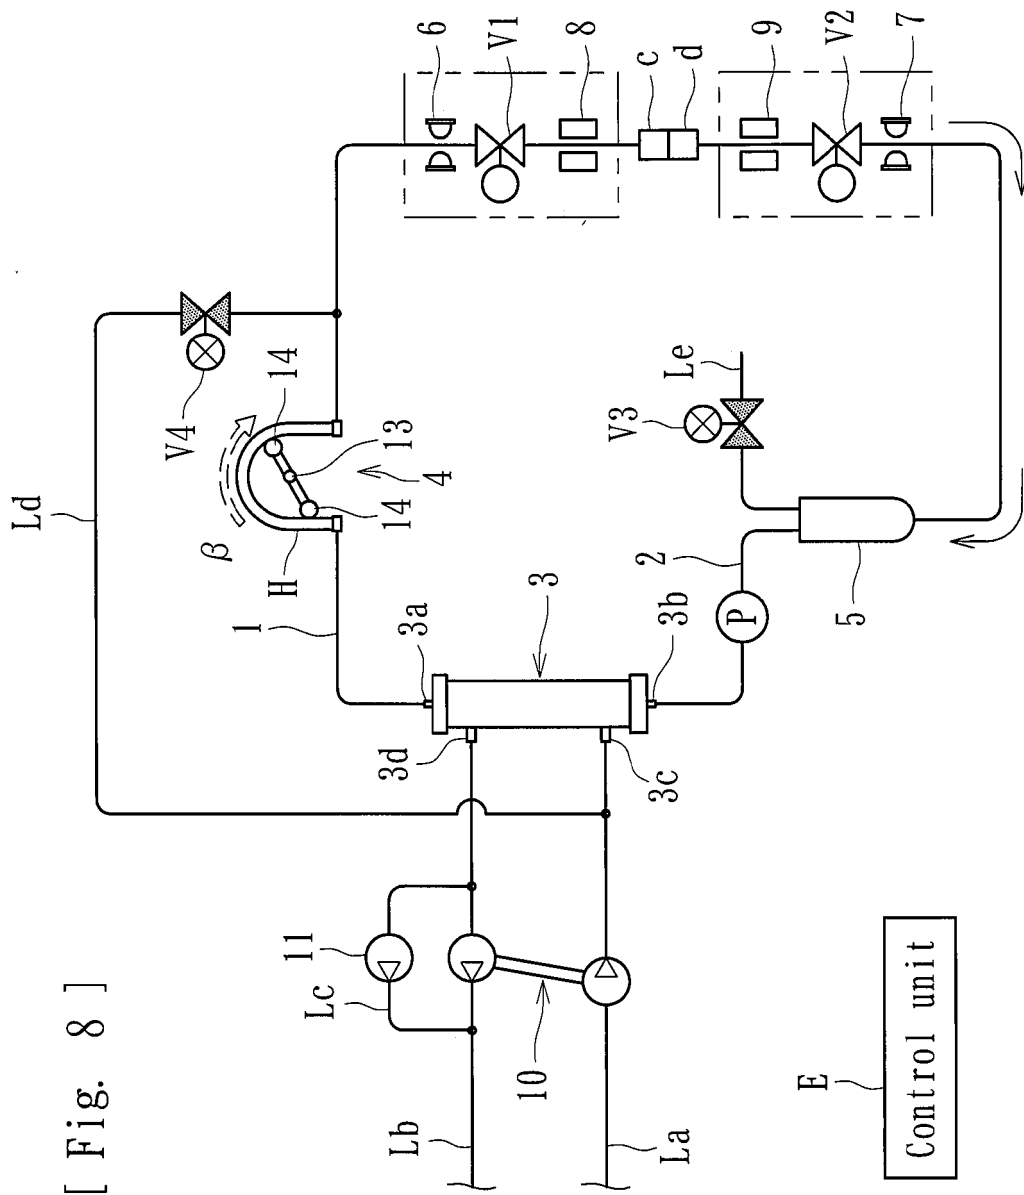 [ Fig. 8 ]
Ld
V4
β
14
H
13
4
14
1
3a
3
3d
3b
3c
2
P
5
V3
Le
6
V1
8
c
d
9
V2
7
11
Lc
10
Lb
La
E
Control unit